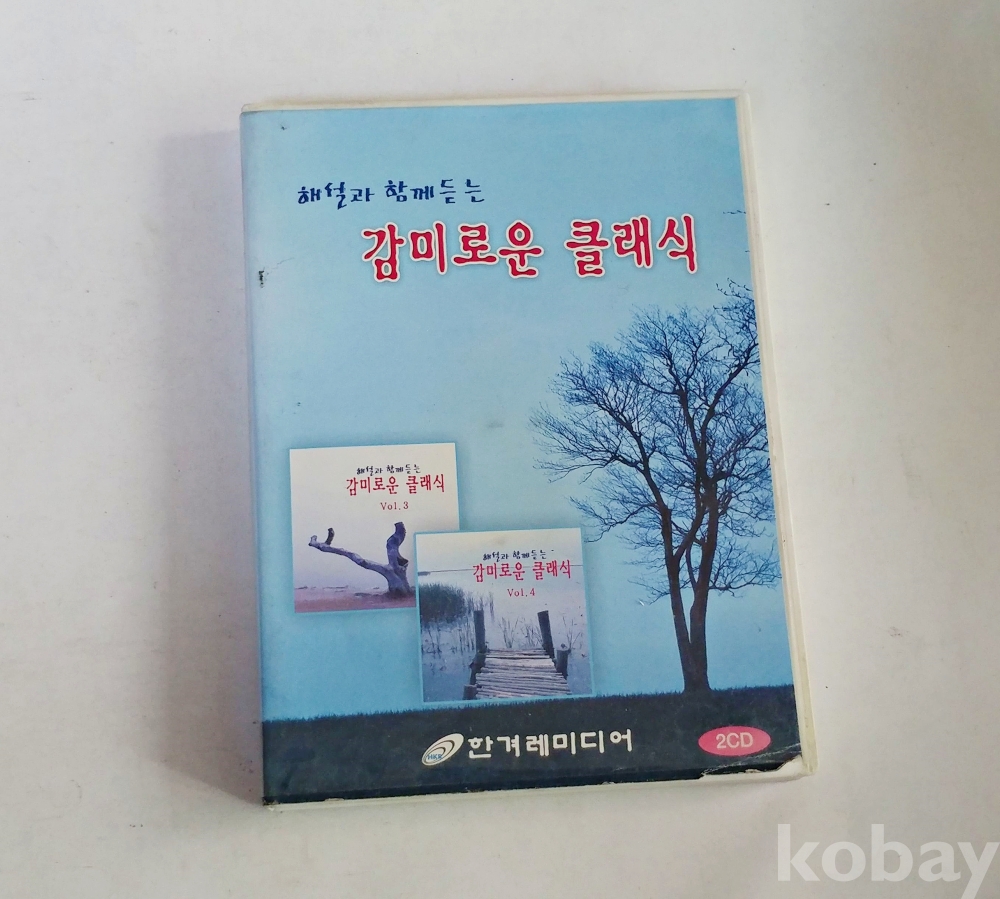 해설과 함께 듣는
감미로운 클래식
해설과 함께 듣는
감미로운 클래식
Vol.3
해설과 함께 듣는
감미로운 클래식
Vol.4
한겨레미디어
2CD
kobay